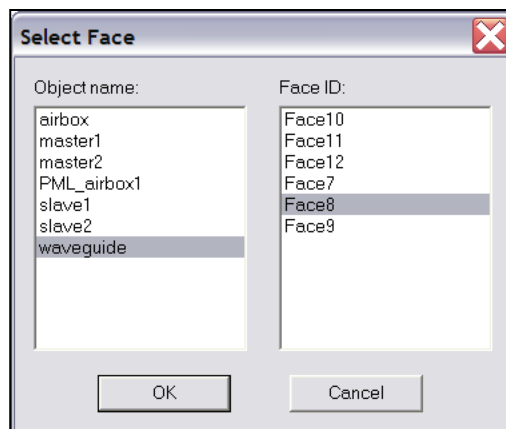 Select Face
Object name:
airbox
master1
master2
PML_airbox1
slave1
slave2
waveguide
Face ID:
Face10
Face11
Face12
Face7
Face8
Face9
OK
Cancel